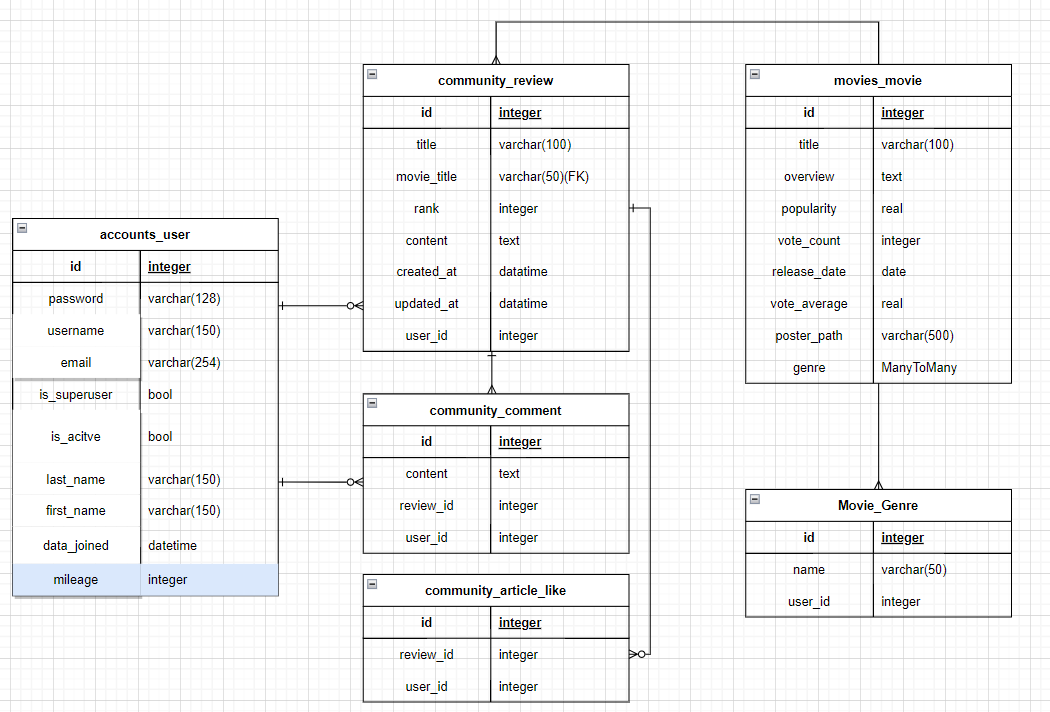 community_review
id integer
title varchar(100)
movie_title varchar(50)(FK)
rank integer
content text
created_at datatime
updated_at datatime
user_id integer
movies_movie
id integer
title varchar(100)
overview text
popularity real
vote_count integer
release_date date
vote_average real
poster_path varchar(500)
genre ManyToMany
accounts_user
id integer
password varchar(128)
username varchar(150)
email varchar(254)
is_superuser bool
is_acitve bool
last_name varchar(150)
first_name varchar(150)
data_joined datetime
mileage integer
community_comment
id integer
content text
review_id integer
user_id integer
Movie_Genre
id integer
name varchar(50)
user_id integer
community_article_like
id integer
review_id integer
user_id integer